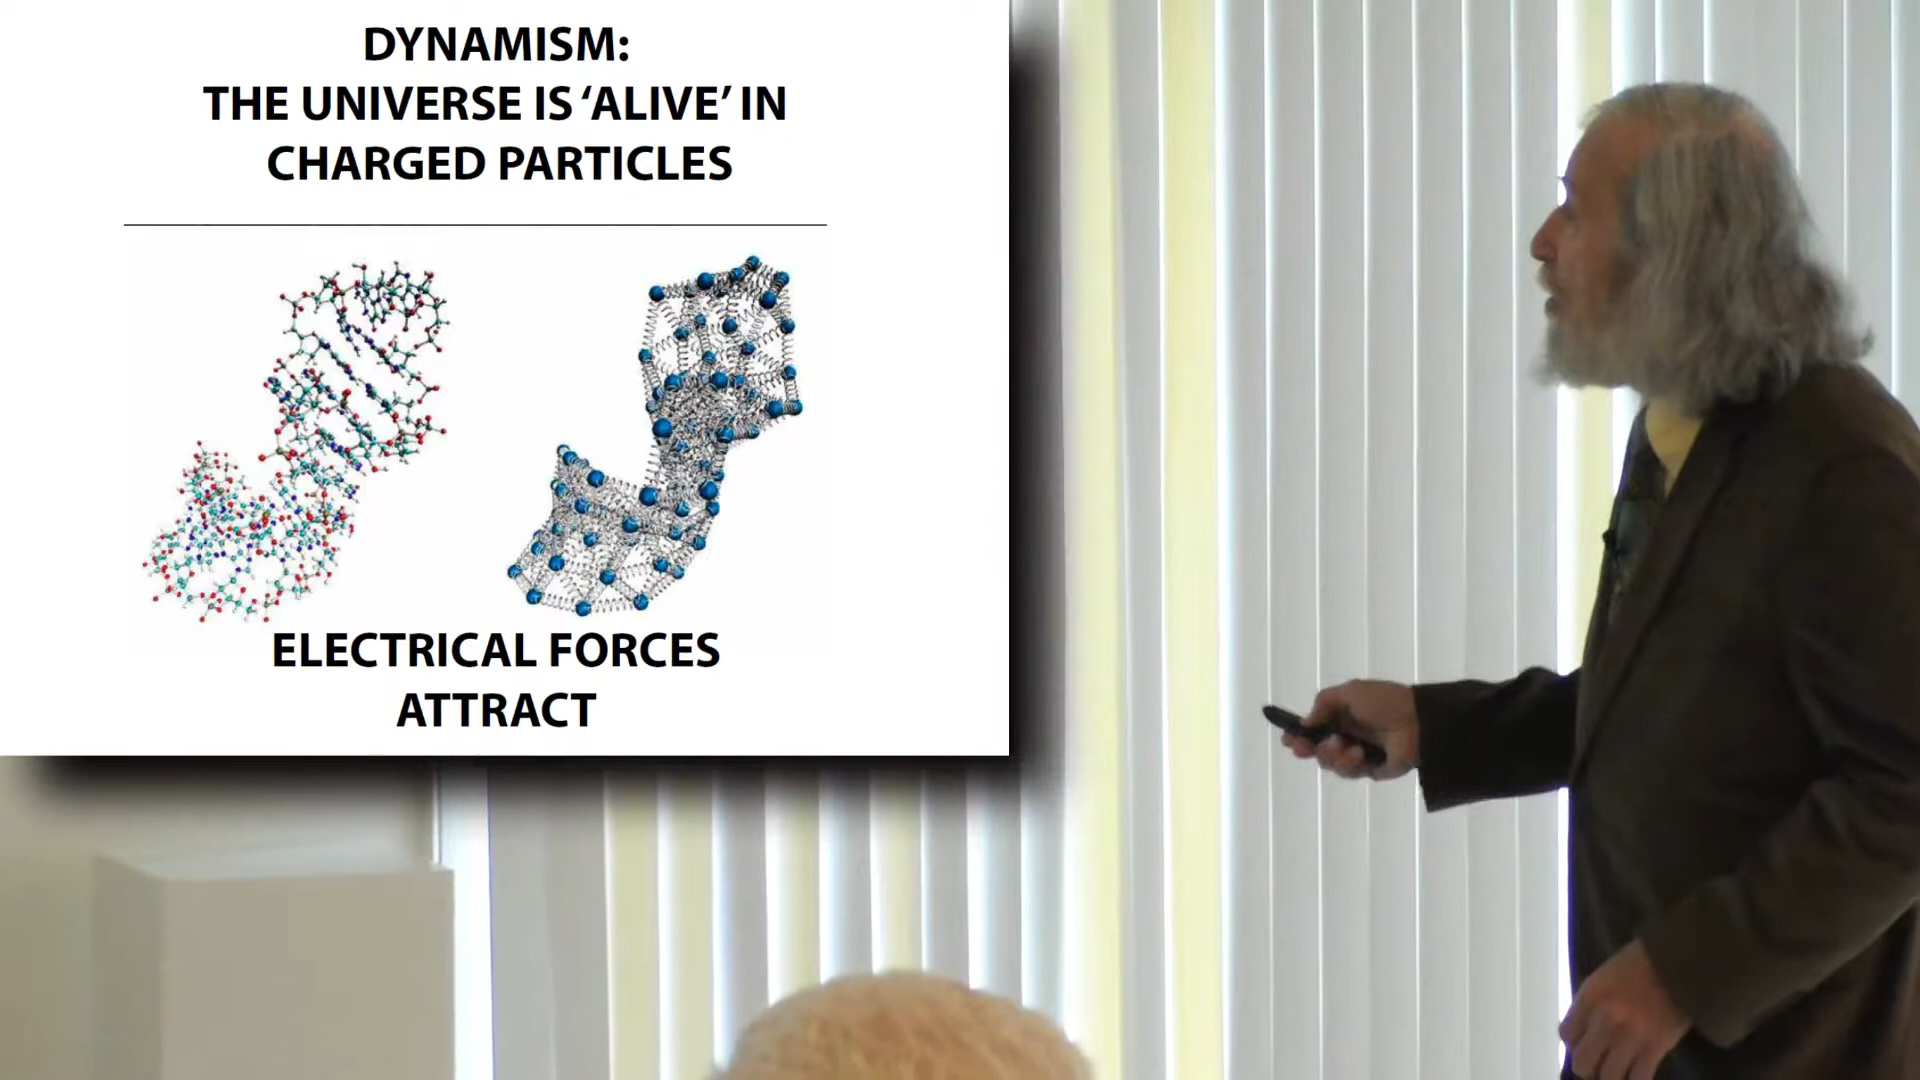 DYNAMISM:
THE UNIVERSE IS ‘ALIVE’ IN
CHARGED PARTICLES
ELECTRICAL FORCES
ATTRACT